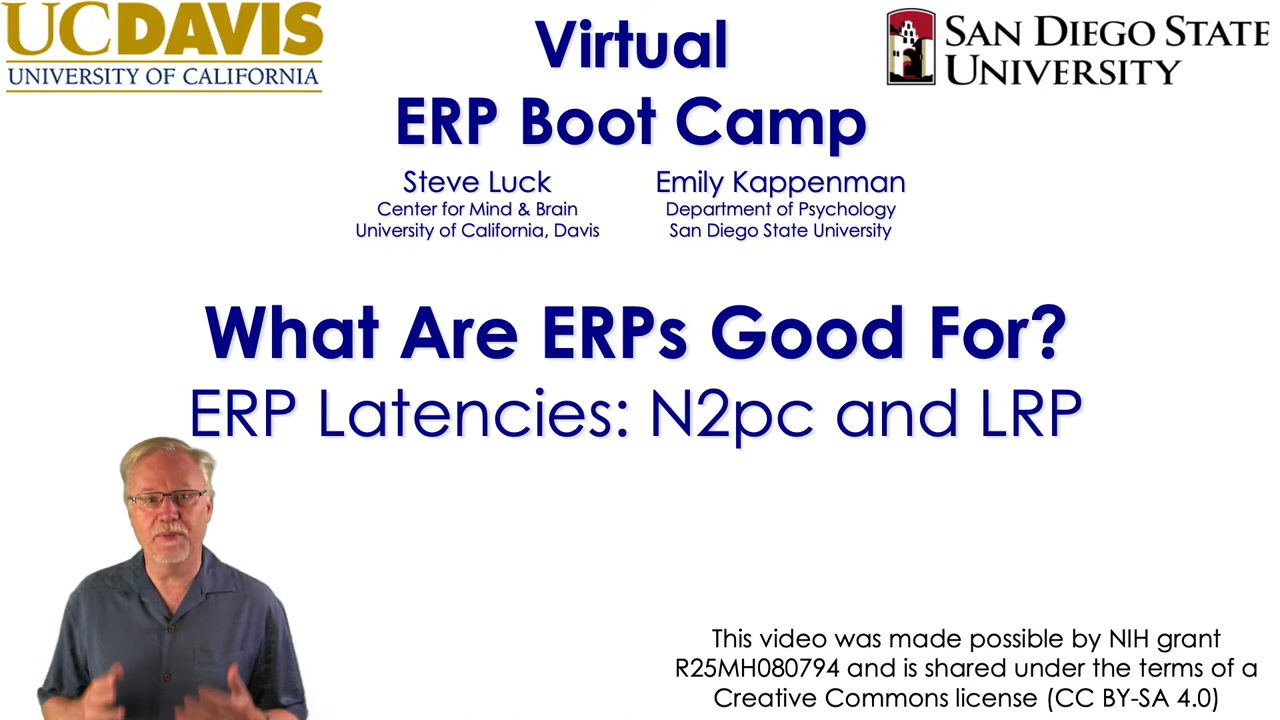 UCDAVIS
UNIVERSITY OF CALIFORNIA
SAN DIEGO STATE
UNIVERSITY
Virtual
ERP Boot Camp
Steve Luck
Center for Mind & Brain
University of California, Davis
Emily Kappenman
Department of Psychology
San Diego State University
What Are ERPs Good For?
ERP Latencies: N2pc and LRP
This video was made possible by NIH grant
R25MH080794 and is shared under the terms of a
Creative Commons license (CC BY-SA 4.0)